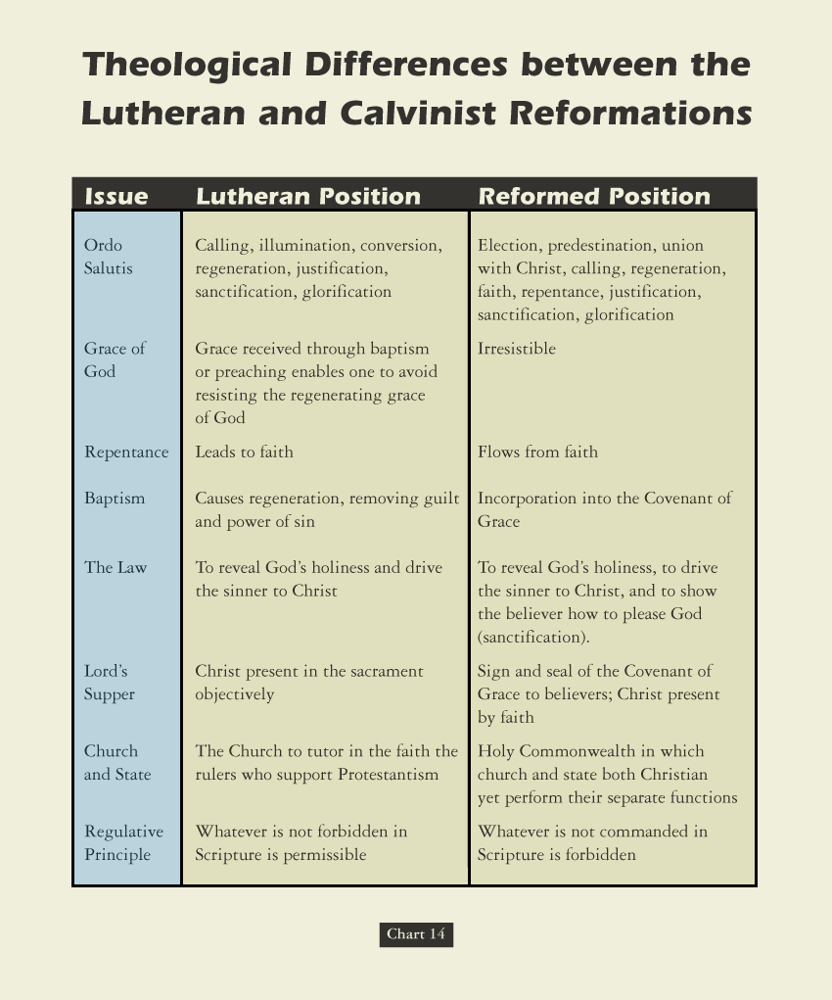 Theological Differences between the
Lutheran and Calvinist Reformations
Issue Lutheran Position Reformed Position
Ordo Calling, illumination, conversion, Election, predestination, union
Salutis regeneration, justification, with Christ, calling, regeneration,
sanctification, glorification faith, repentance, justification,
sanctification, glorification
Grace of Grace received through baptism Irresistible
God or preaching enables one to avoid
resisting the regenerating grace
of God
Repentance Leads to faith Flows from faith
Baptism Causes regeneration, removing guilt Incorporation into the Covenant of
and power of sin Grace
The Law To reveal God’s holiness and drive To reveal God’s holiness, to drive
the sinner to Christ the sinner to Christ, and to show
the believer how to please God
(sanctification).
Lord’s Christ present in the sacrament Sign and seal of the Covenant of
Supper objectively Grace to believers; Christ present
by faith
Church The Church to tutor in the faith the Holy Commonwealth in which
and State rulers who support Protestantism church and state both Christian
yet perform their separate functions
Regulative Whatever is not forbidden in Whatever is not commanded in
Principle Scripture is permissible Scripture is forbidden
Chart 14